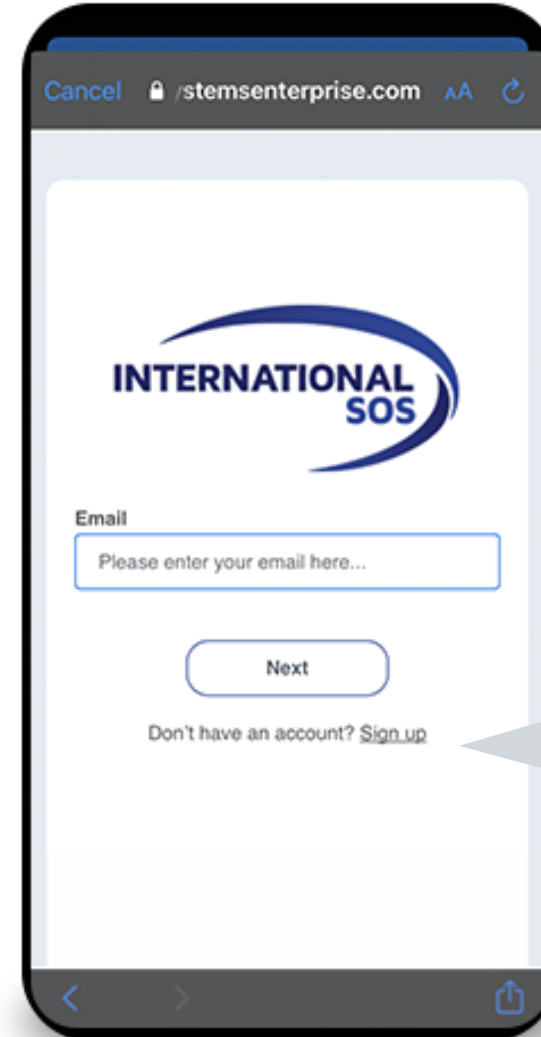 Cancel /stemsenterprise.com AA
INTERNATIONAL
SOS
Email
Please enter your email here...
Next
Don't have an account? Sign up